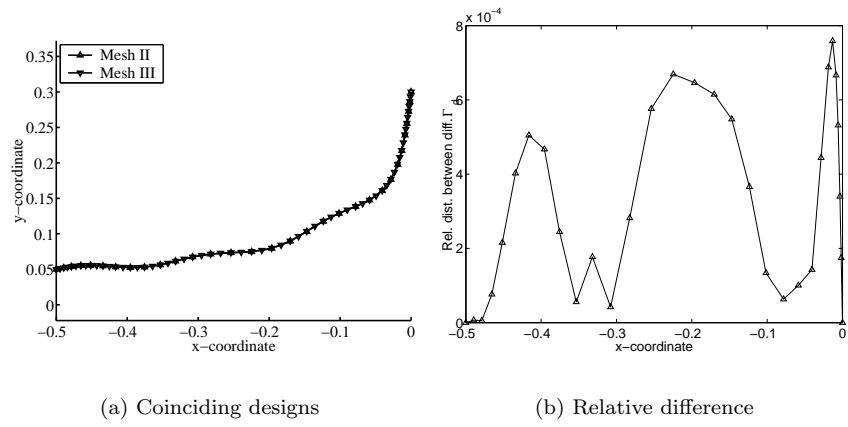 Mesh II
Mesh III
0.35
0.3
0.25
0.2
0.15
0.1
0.05
0
y−coordinate
−0.5
−0.4
−0.3
−0.2
−0.1
0
x−coordinate
(a) Coinciding designs
x 10−4
8
6
4
2
0
Rel. dist. between diff. Γ
−0.5
−0.4
−0.3
−0.2
−0.1
0
x−coordinate
(b) Relative difference